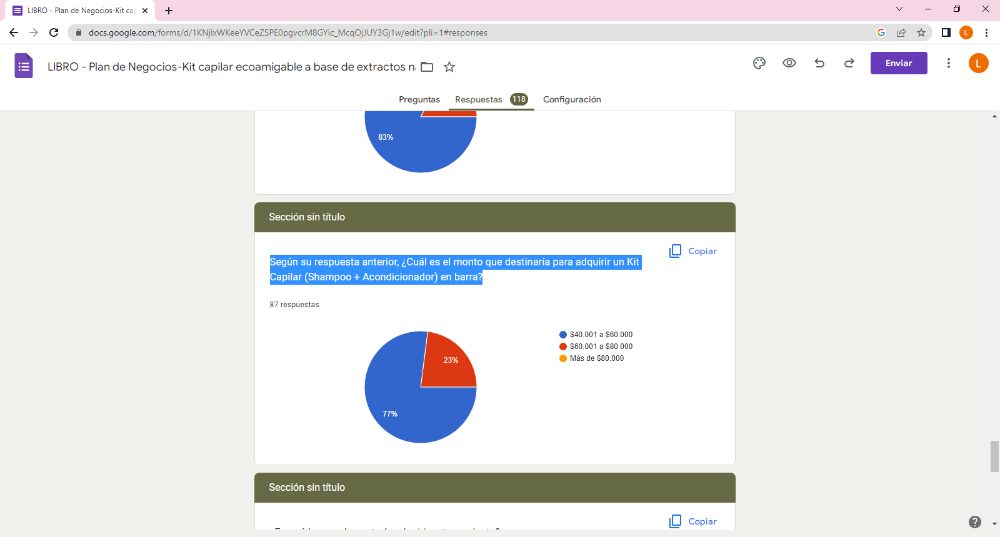 LIBRO - Plan de Negocios-Kit cap
docs.google.com/forms/d/1KNjlxWKeeYVCeZSPE0pgvcrM8GYic_McqOjJUY3Gj1w/edit?pli=1#responses
L
LIBRO - Plan de Negocios-Kit capilar ecoamigable a base de extractos n
Enviar
L
Preguntas
Respuestas 118
Configuración
83%
Sección sin título
Copiar
Según su respuesta anterior, ¿Cuál es el monto que destinaría para adquirir un Kit
Capilar (Shampoo + Acondicionador) en barra?
87 respuestas
$40.001 a $60.000
$60.001 a $80.000
Más de $80.000
23%
77%
Sección sin título
Copiar